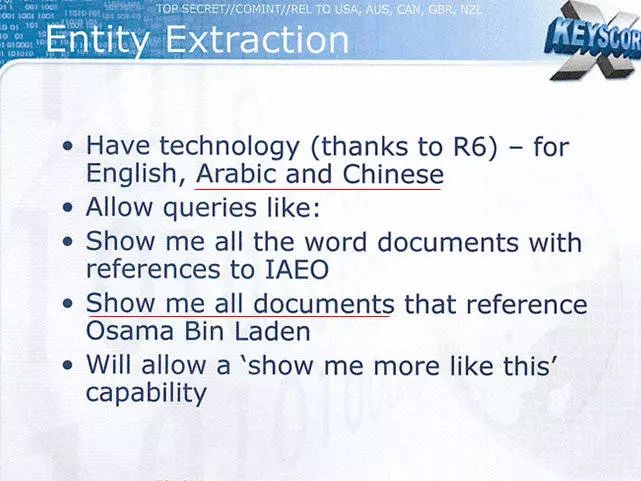 TOP SECRET//COMINT//REL TO USA, AUS, CAN, GBR, NZL
Entity Extraction
X
KEYSCOR
• Have technology (thanks to R6) – for
English, Arabic and Chinese
• Allow queries like:
• Show me all the word documents with
references to IAEO
• Show me all documents that reference
Osama Bin Laden
• Will allow a ‘show me more like this’
capability